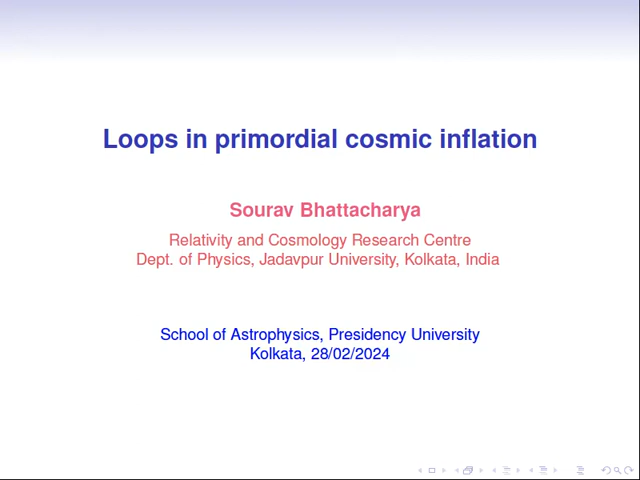 Loops in primordial cosmic inflation
Sourav Bhattacharya
Relativity and Cosmology Research Centre
Dept. of Physics, Jadavpur University, Kolkata, India
School of Astrophysics, Presidency University
Kolkata, 28/02/2024